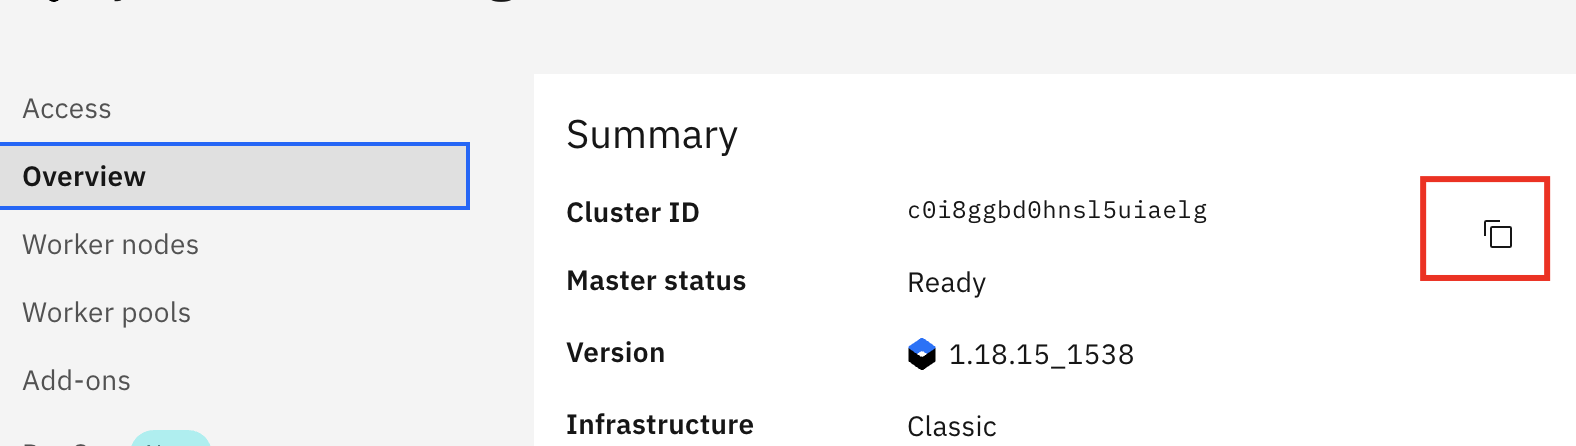 Access
Overview
Worker nodes
Worker pools
Add-ons
Summary
Cluster ID c0i8ggbd0hnsl5uiaelg
Master status Ready
Version 1.18.15_1538
Infrastructure Classic